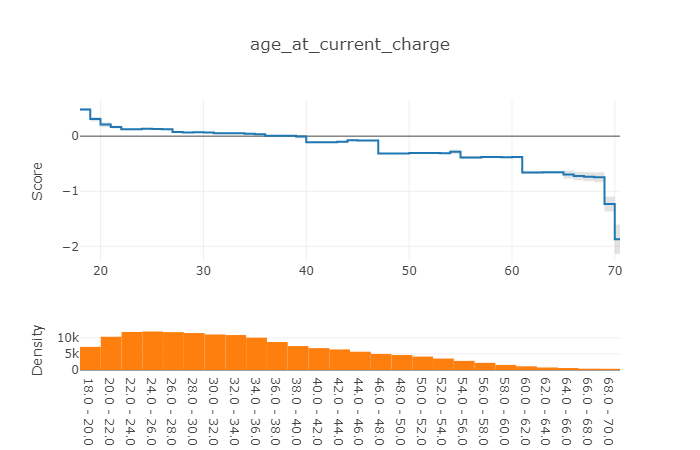 age_at_current_charge
Score
0
−1
−2
20
30
40
50
60
70
Density
10k
5k
0
18.0 - 20.0
20.0 - 22.0
22.0 - 24.0
24.0 - 26.0
26.0 - 28.0
28.0 - 30.0
30.0 - 32.0
32.0 - 34.0
34.0 - 36.0
36.0 - 38.0
38.0 - 40.0
40.0 - 42.0
42.0 - 44.0
44.0 - 46.0
46.0 - 48.0
48.0 - 50.0
50.0 - 52.0
52.0 - 54.0
54.0 - 56.0
56.0 - 58.0
58.0 - 60.0
60.0 - 62.0
62.0 - 64.0
64.0 - 66.0
66.0 - 68.0
68.0 - 70.0